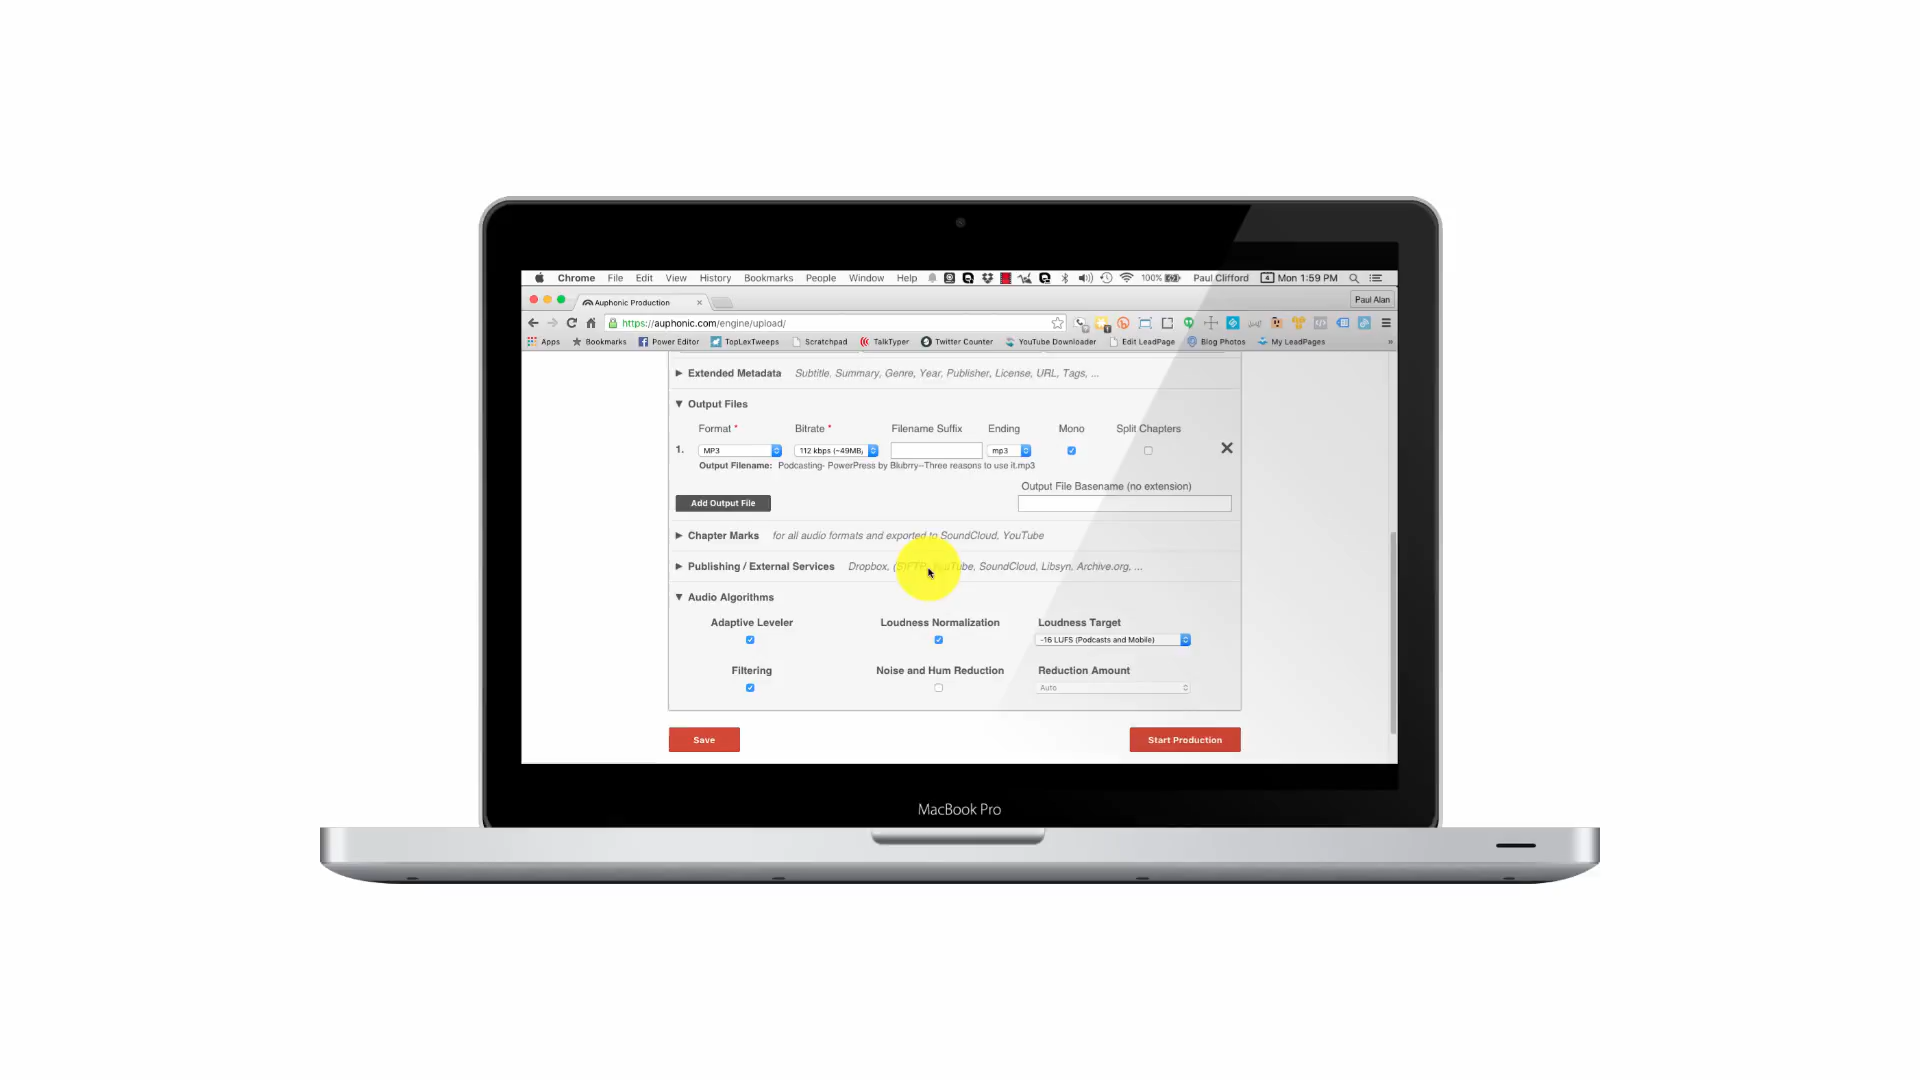 Chrome File Edit View History Bookmarks People Window Help 100% Paul Clifford Mon 1:59 PM
Auphonic Production Paul Alan
https://auphonic.com/engine/upload/
Apps Bookmarks Power Editor TopLexTweeps Scratchpad TalkTyper Twitter Counter YouTube Downloader Edit LeadPage Blog Photos My LeadPages »
Extended Metadata Subtitle, Summary, Genre, Year, Publisher, License, URL, Tags, ...
Output Files
Format * Bitrate * Filename Suffix Ending Mono Split Chapters
1. MP3 112 kbps (~49MB, mp3
Output Filename: Podcasting- PowerPress by Blubrry--Three reasons to use it.mp3
Output File Basename (no extension)
Add Output File
Chapter Marks for all audio formats and exported to SoundCloud, YouTube
Publishing / External Services Dropbox, (S)FTP, YouTube, SoundCloud, Libsyn, Archive.org, ...
Audio Algorithms
Adaptive Leveler Loudness Normalization Loudness Target
-16 LUFS (Podcasts and Mobile)
Filtering Noise and Hum Reduction Reduction Amount
Auto
Save Start Production
MacBook Pro